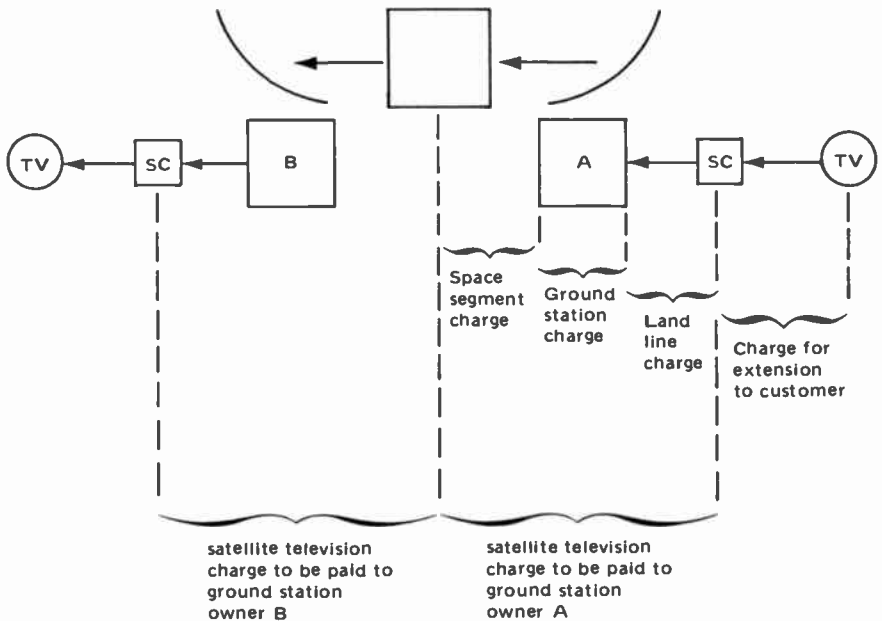 TV
SC
B
A
SC
TV
Space
segment
charge
Ground
station
charge
Land
line
charge
Charge for
extension
to customer
satellite television
charge to be paid to
ground station
owner B
satellite television
charge to be paid to
ground station
owner A